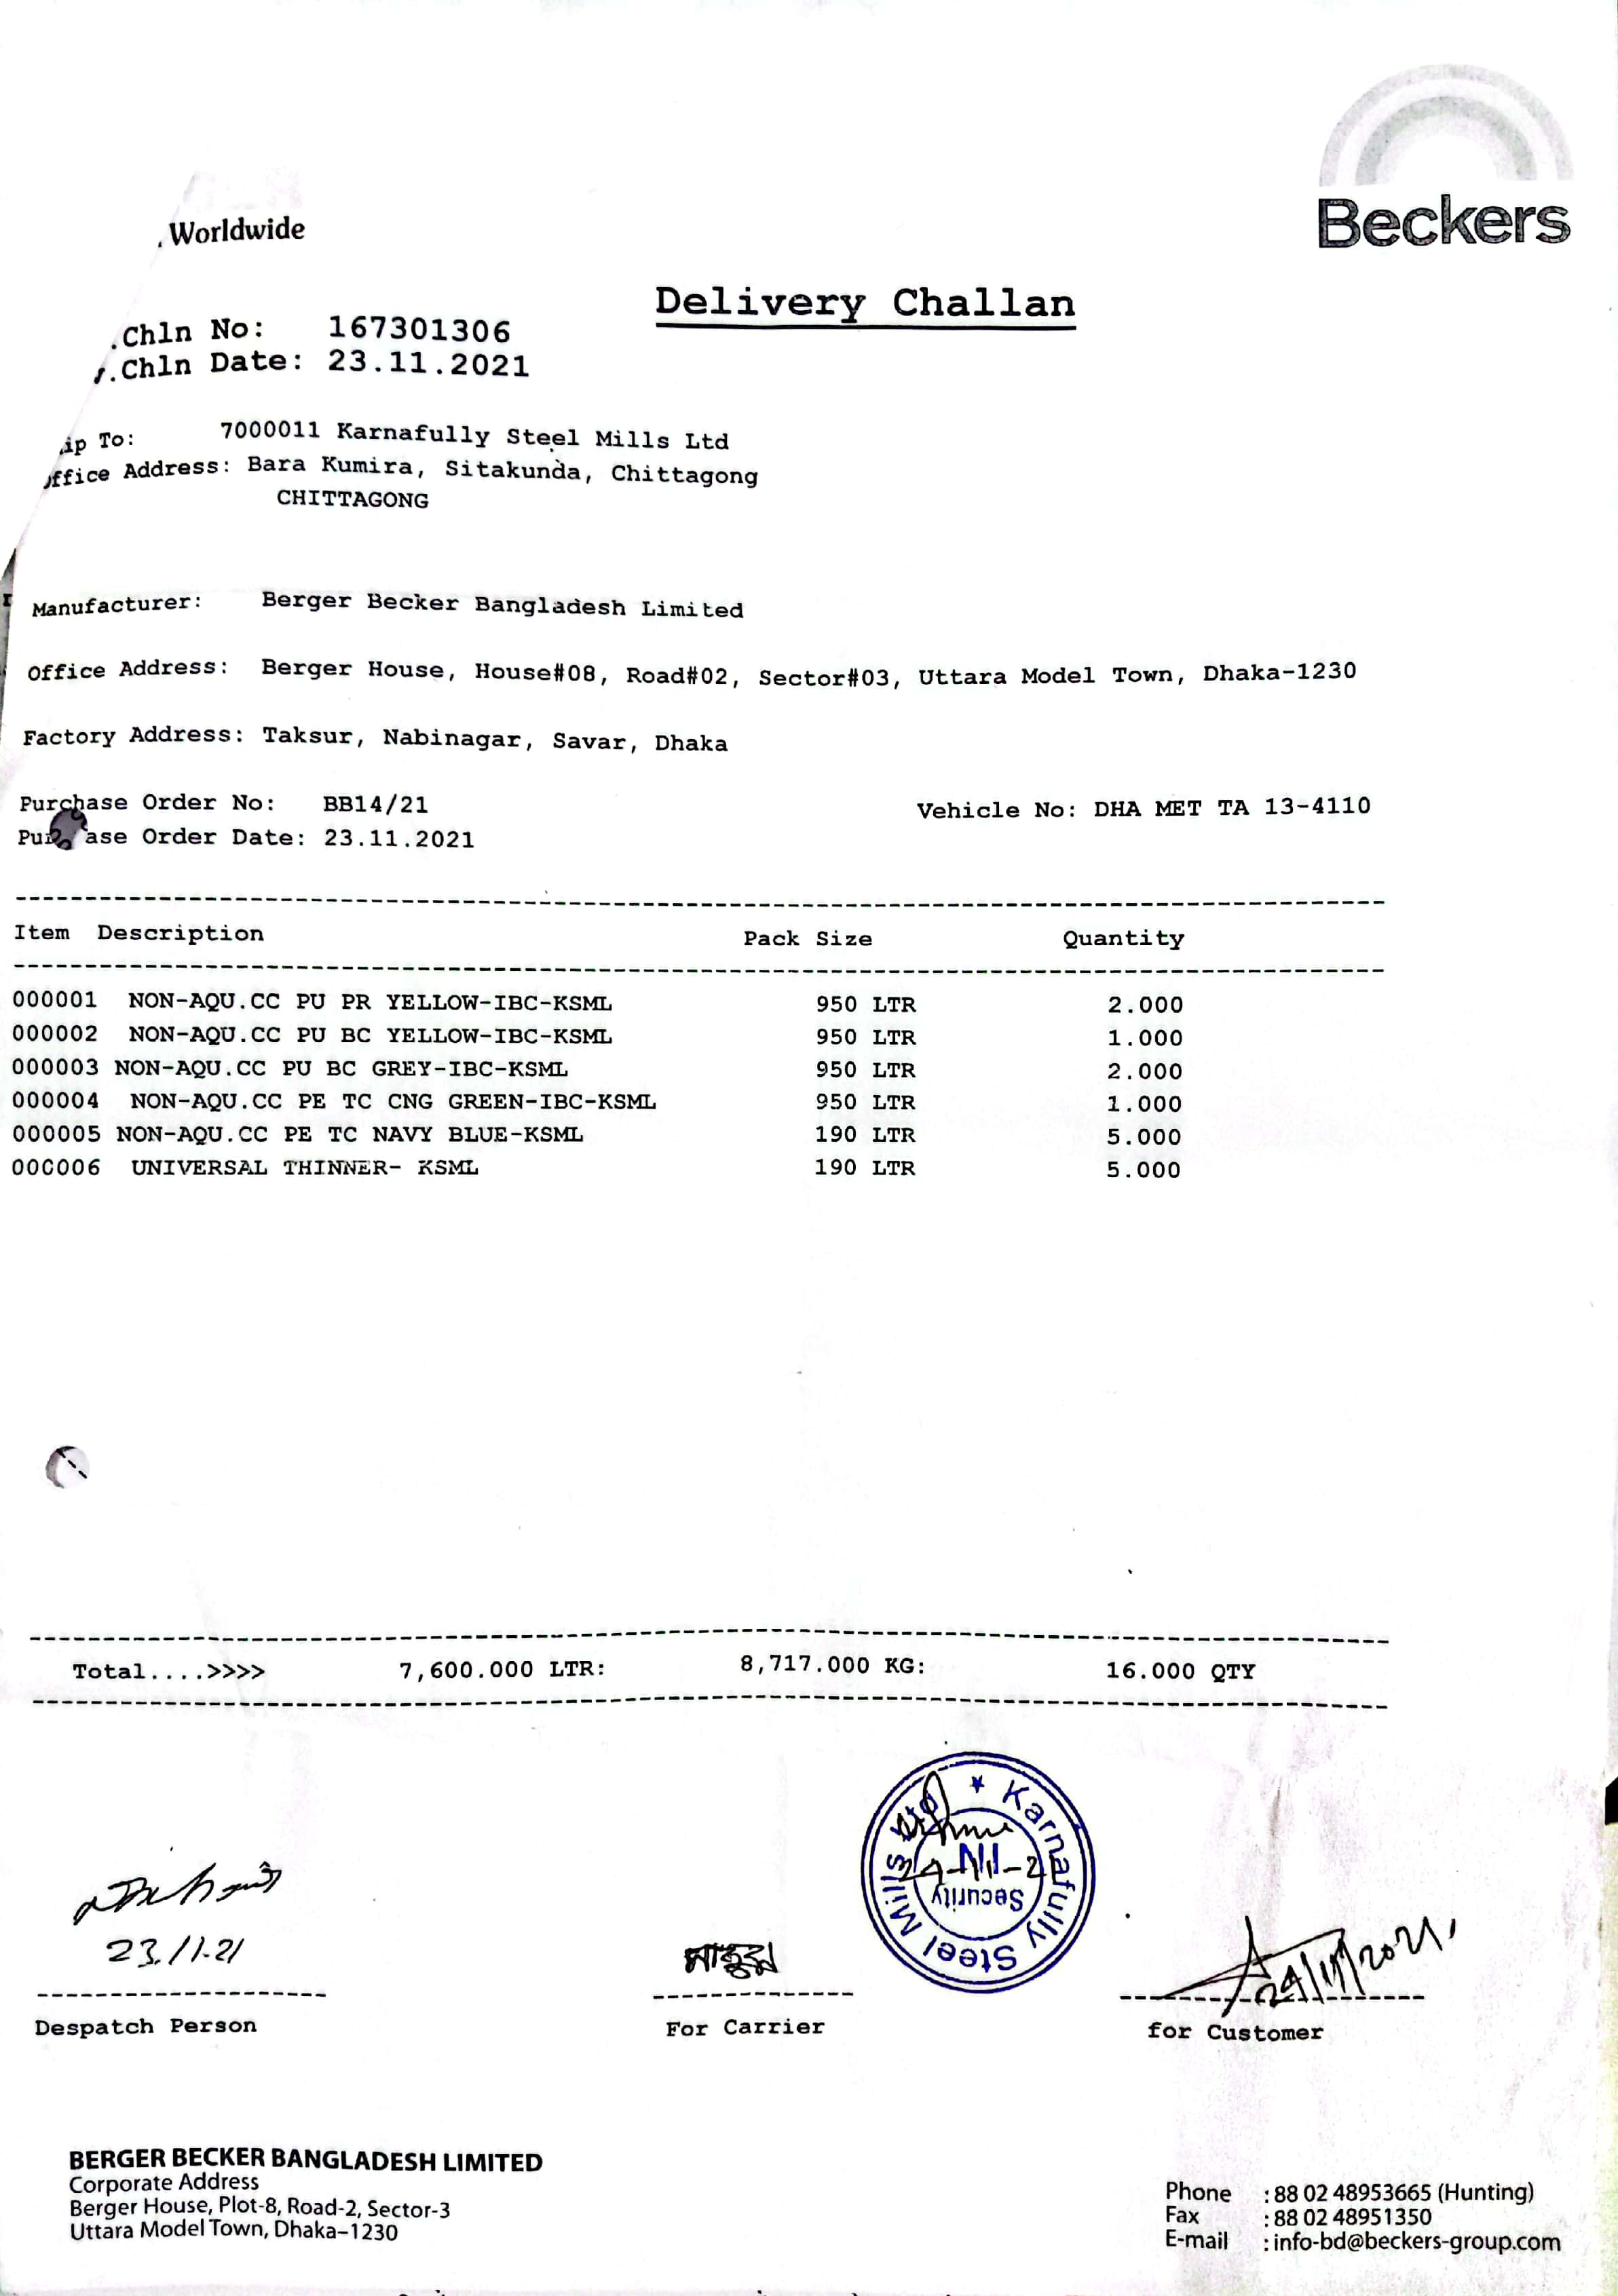 Beckers
Worldwide
Delivery Challan
.Chln No: 167301306
.Chln Date: 23.11.2021
ip To: 7000011 Karnafully Steel Mills Ltd
ffice Address: Bara Kumira, Sitakunda, Chittagong
CHITTAGONG
Manufacturer: Berger Becker Bangladesh Limited
Office Address: Berger House, House#08, Road#02, Sector#03, Uttara Model Town, Dhaka-1230
Factory Address: Taksur, Nabinagar, Savar, Dhaka
Purchase Order No: BB14/21 Vehicle No: DHA MET TA 13-4110
Pur ase Order Date: 23.11.2021
Item Description Pack Size Quantity
000001 NON-AQU.CC PU PR YELLOW-IBC-KSML 950 LTR 2.000
000002 NON-AQU.CC PU BC YELLOW-IBC-KSML 950 LTR 1.000
000003 NON-AQU.CC PU BC GREY-IBC-KSML 950 LTR 2.000
000004 NON-AQU.CC PE TC CNG GREEN-IBC-KSML 950 LTR 1.000
000005 NON-AQU.CC PE TC NAVY BLUE-KSML 190 LTR 5.000
000006 UNIVERSAL THINNER- KSML 190 LTR 5.000
Total....>>>> 7,600.000 LTR: 8,717.000 KG: 16.000 QTY
Karnafully Steel Mills Ltd
Security
23.11.21
24/11/2021
Despatch Person For Carrier for Customer
BERGER BECKER BANGLADESH LIMITED
Corporate Address
Berger House, Plot-8, Road-2, Sector-3
Uttara Model Town, Dhaka-1230
Phone : 88 02 48953665 (Hunting)
Fax : 88 02 48951350
E-mail : info-bd@beckers-group.com